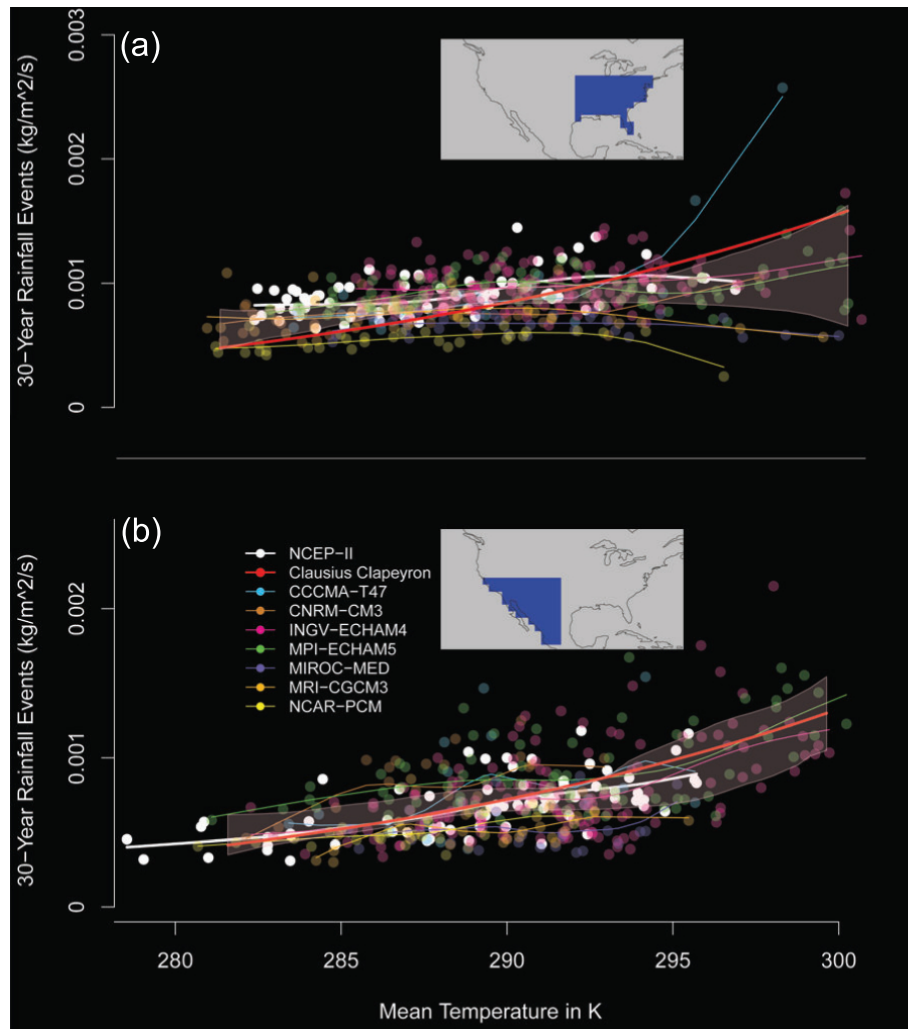 (a)
30−Year Rainfall Events (kg/m^2/s)
0.003
0.002
0.001
0
(b)
30−Year Rainfall Events (kg/m^2/s)
0.002
0.001
0
NCEP−II
Clausius Clapeyron
CCCMA−T47
CNRM−CM3
INGV−ECHAM4
MPI−ECHAM5
MIROC−MED
MRI−CGCM3
NCAR−PCM
280 285 290 295 300
Mean Temperature in K